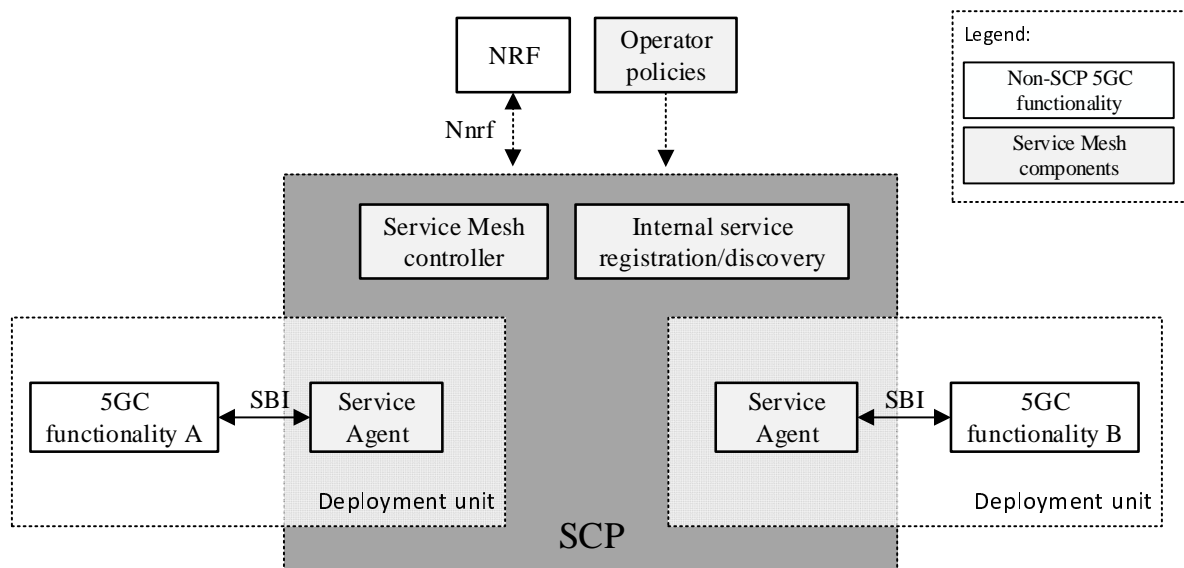 NRF
Operator
policies
Legend:
Non-SCP 5GC
functionality
Service Mesh
components
Nnrf
Service Mesh
controller
Internal service
registration/discovery
5GC
functionality A
SBI
Service
Agent
Deployment unit
Service
Agent
SBI
5GC
functionality B
Deployment unit
SCP